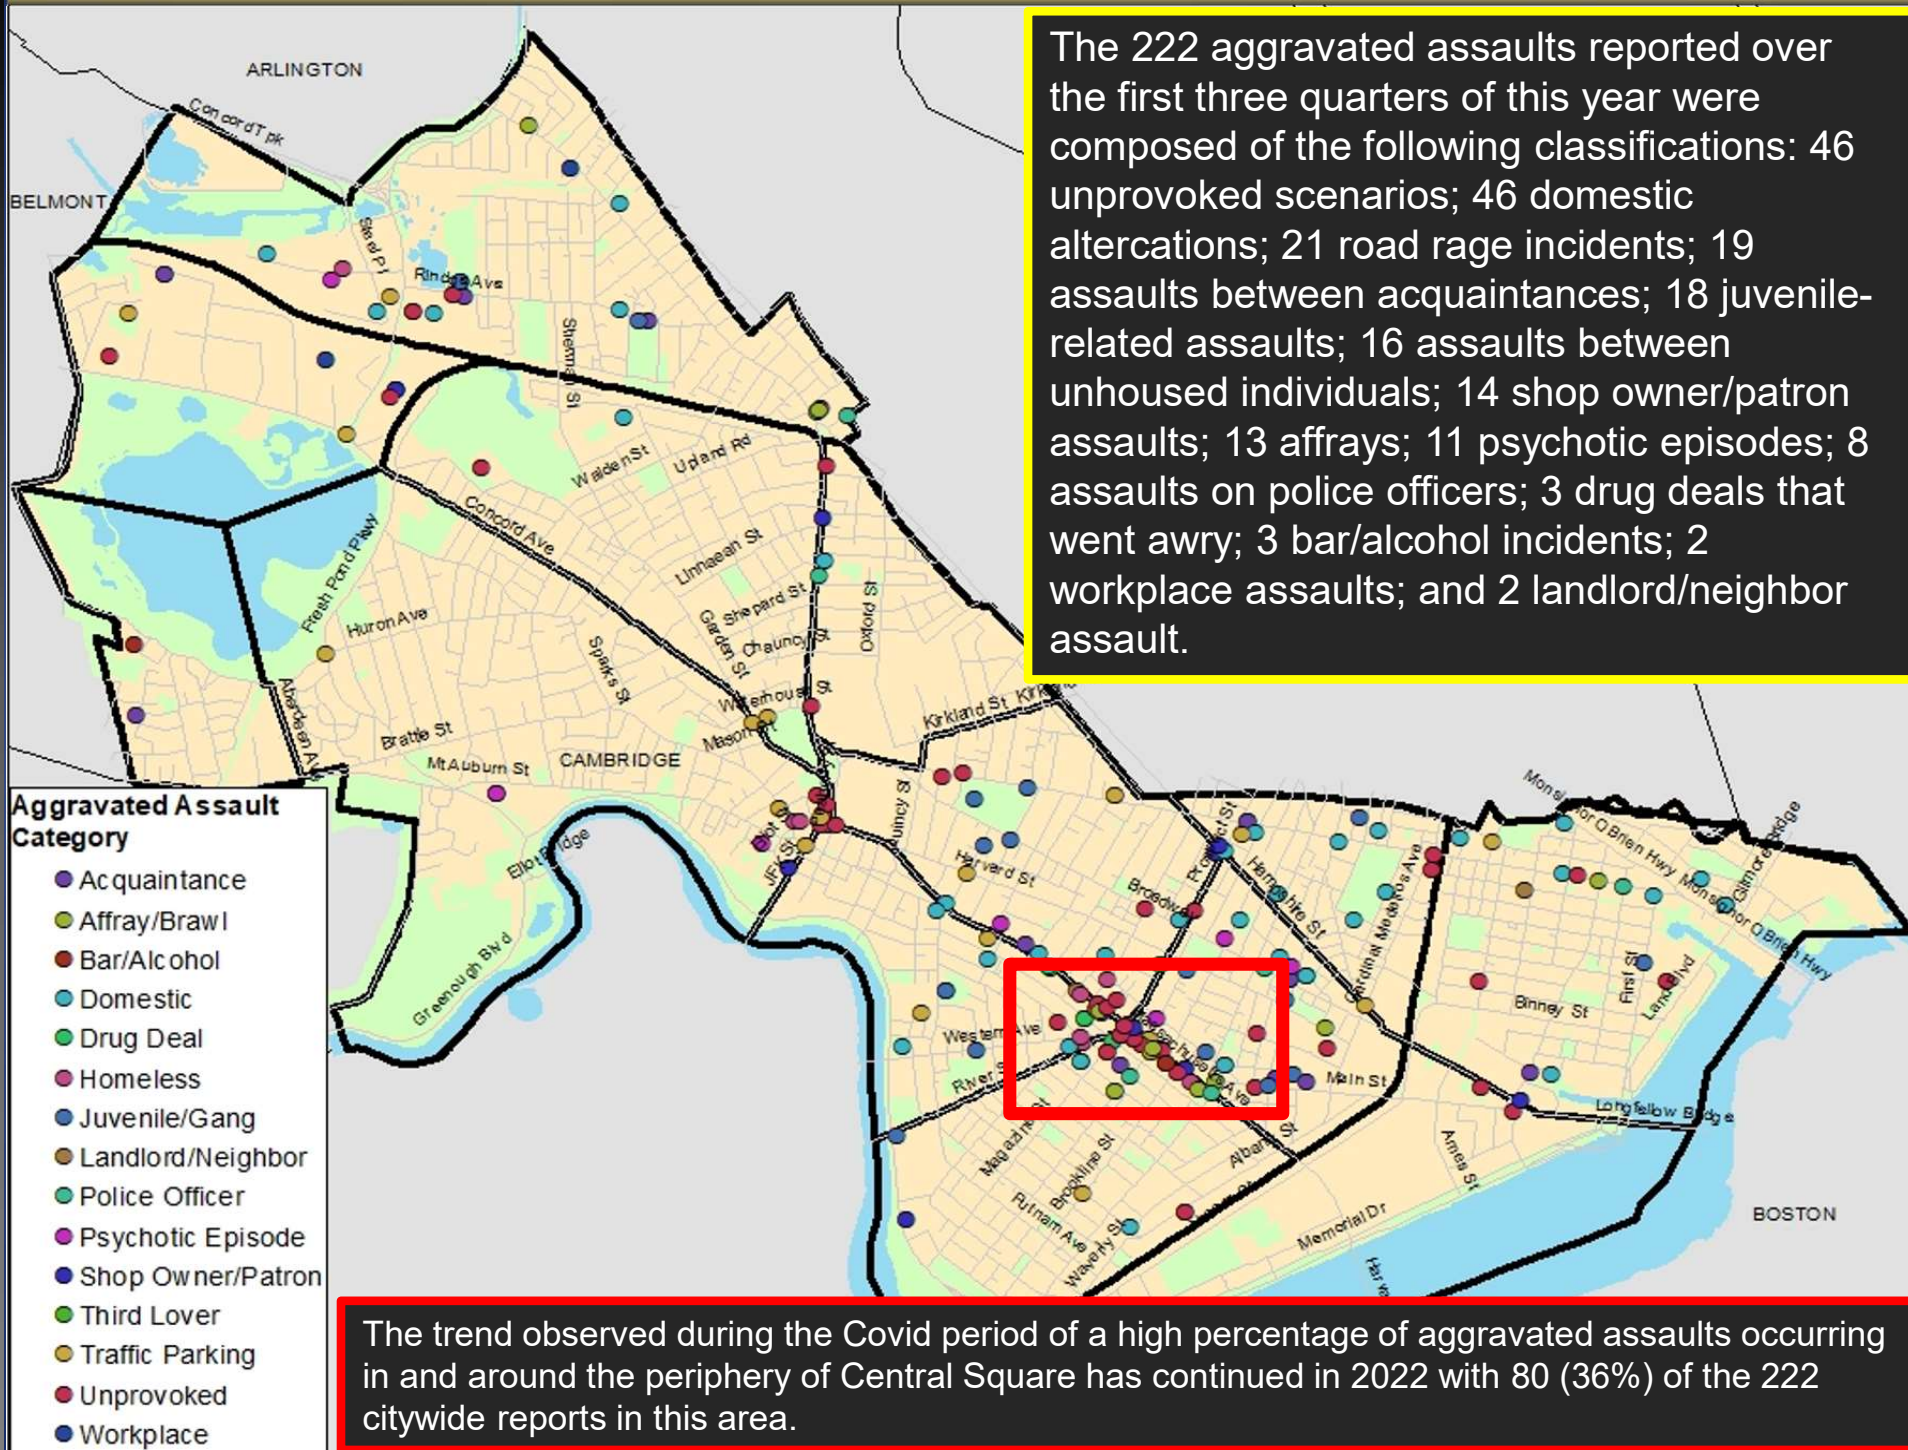 ARLINGTON
Concord Tpk
BELMONT
Steel Pl
Rindge Ave
Sherman St
Walden St
Upland Rd
Concord Ave
Fresh Pond Pkwy
Linnaean St
Shepard St
Garden St
Chauncy St
Oxford St
Huron Ave
Sparks St
Waterhouse St
Kirkland St
Mason St
Aberdeen Ave
Brattle St
Mt Auburn St
CAMBRIDGE
Quincy St
JFK St
Harvard St
Broadway
Hampshire St
Cardinal Medeiros Ave
Monsignor O Brien Hwy
Monsignor O Brien Hwy
Eliot Bridge
Greenough Blvd
Western Ave
River S
Massachusetts Ave
Main St
Binney St
First St
Land Blvd
Longfellow Bridge
Magazine St
Brookline St
Putnam Ave
Waverly St
Albany St
Ames St
Memorial Dr
Harva
BOSTON
The 222 aggravated assaults reported over
the first three quarters of this year were
composed of the following classifications: 46
unprovoked scenarios; 46 domestic
altercations; 21 road rage incidents; 19
assaults between acquaintances; 18 juvenile-
related assaults; 16 assaults between
unhoused individuals; 14 shop owner/patron
assaults; 13 affrays; 11 psychotic episodes; 8
assaults on police officers; 3 drug deals that
went awry; 3 bar/alcohol incidents; 2
workplace assaults; and 2 landlord/neighbor
assault.
Aggravated Assault
Category
Acquaintance
Affray/Brawl
Bar/Alcohol
Domestic
Drug Deal
Homeless
Juvenile/Gang
Landlord/Neighbor
Police Officer
Psychotic Episode
Shop Owner/Patron
Third Lover
Traffic Parking
Unprovoked
Workplace
The trend observed during the Covid period of a high percentage of aggravated assaults occurring
in and around the periphery of Central Square has continued in 2022 with 80 (36%) of the 222
citywide reports in this area.